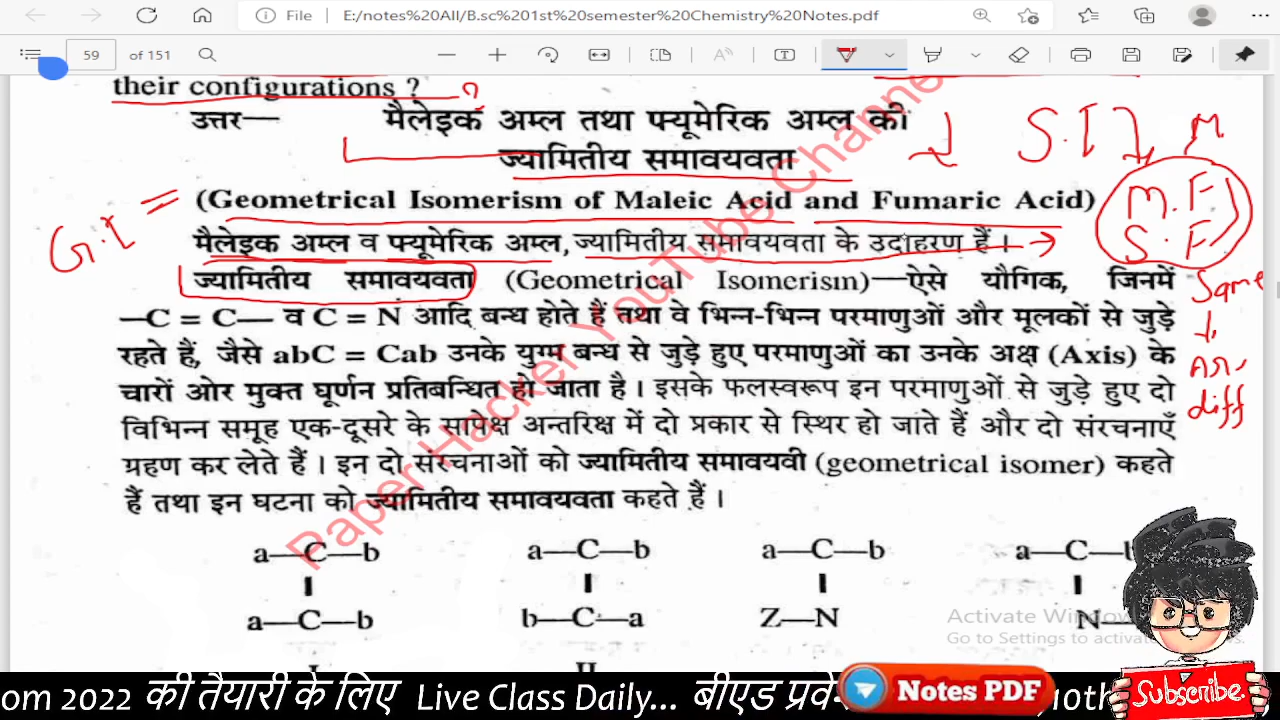 File | E:/notes%20All/B.sc%201st%20semester%20Chemistry%20Notes.pdf
59 of 151
their configurations ?
उत्तर— मैलेइक अम्ल तथा फ्यूमेरिक अम्ल की
ज्यामितीय समावयवता
S.I M
G.I = (Geometrical Isomerism of Maleic Acid and Fumaric Acid)
M.F
मैलेइक अम्ल व फ्यूमेरिक अम्ल, ज्यामितीय समावयवता के उदाहरण हैं।
S.F
ज्यामितीय समावयवता (Geometrical Isomerism)—ऐसे यौगिक, जिनमें
Same
—C = C— व C = N आदि बन्ध होते हैं तथा वे भिन्न-भिन्न परमाणुओं और मूलकों से जुड़े
रहते हैं, जैसे abC = Cab उनके युग्म बन्ध से जुड़े हुए परमाणुओं का उनके अक्ष (Axis) के
चारों ओर मुक्त घूर्णन प्रतिबन्धित हो जाता है। इसके फलस्वरूप इन परमाणुओं से जुड़े हुए दो
diff
विभिन्न समूह एक-दूसरे के सापेक्ष अन्तरिक्ष में दो प्रकार से स्थिर हो जाते हैं और दो संरचनाएँ
ग्रहण कर लेते हैं। इन दो संरचनाओं को ज्यामितीय समावयवी (geometrical isomer) कहते
हैं तथा इन घटना को ज्यामितीय समावयवता कहते हैं।
Paper Hacker YouTube Channe
a—C—b a—C—b a—C—b a—C—b
a—C—b b—C—a Z—N N
I II
Activate Windows
Go to Settings to activate
om 2022 की तैयारी के लिए Live Class Daily... बीएड प्रवे
Notes PDF
Subscribe